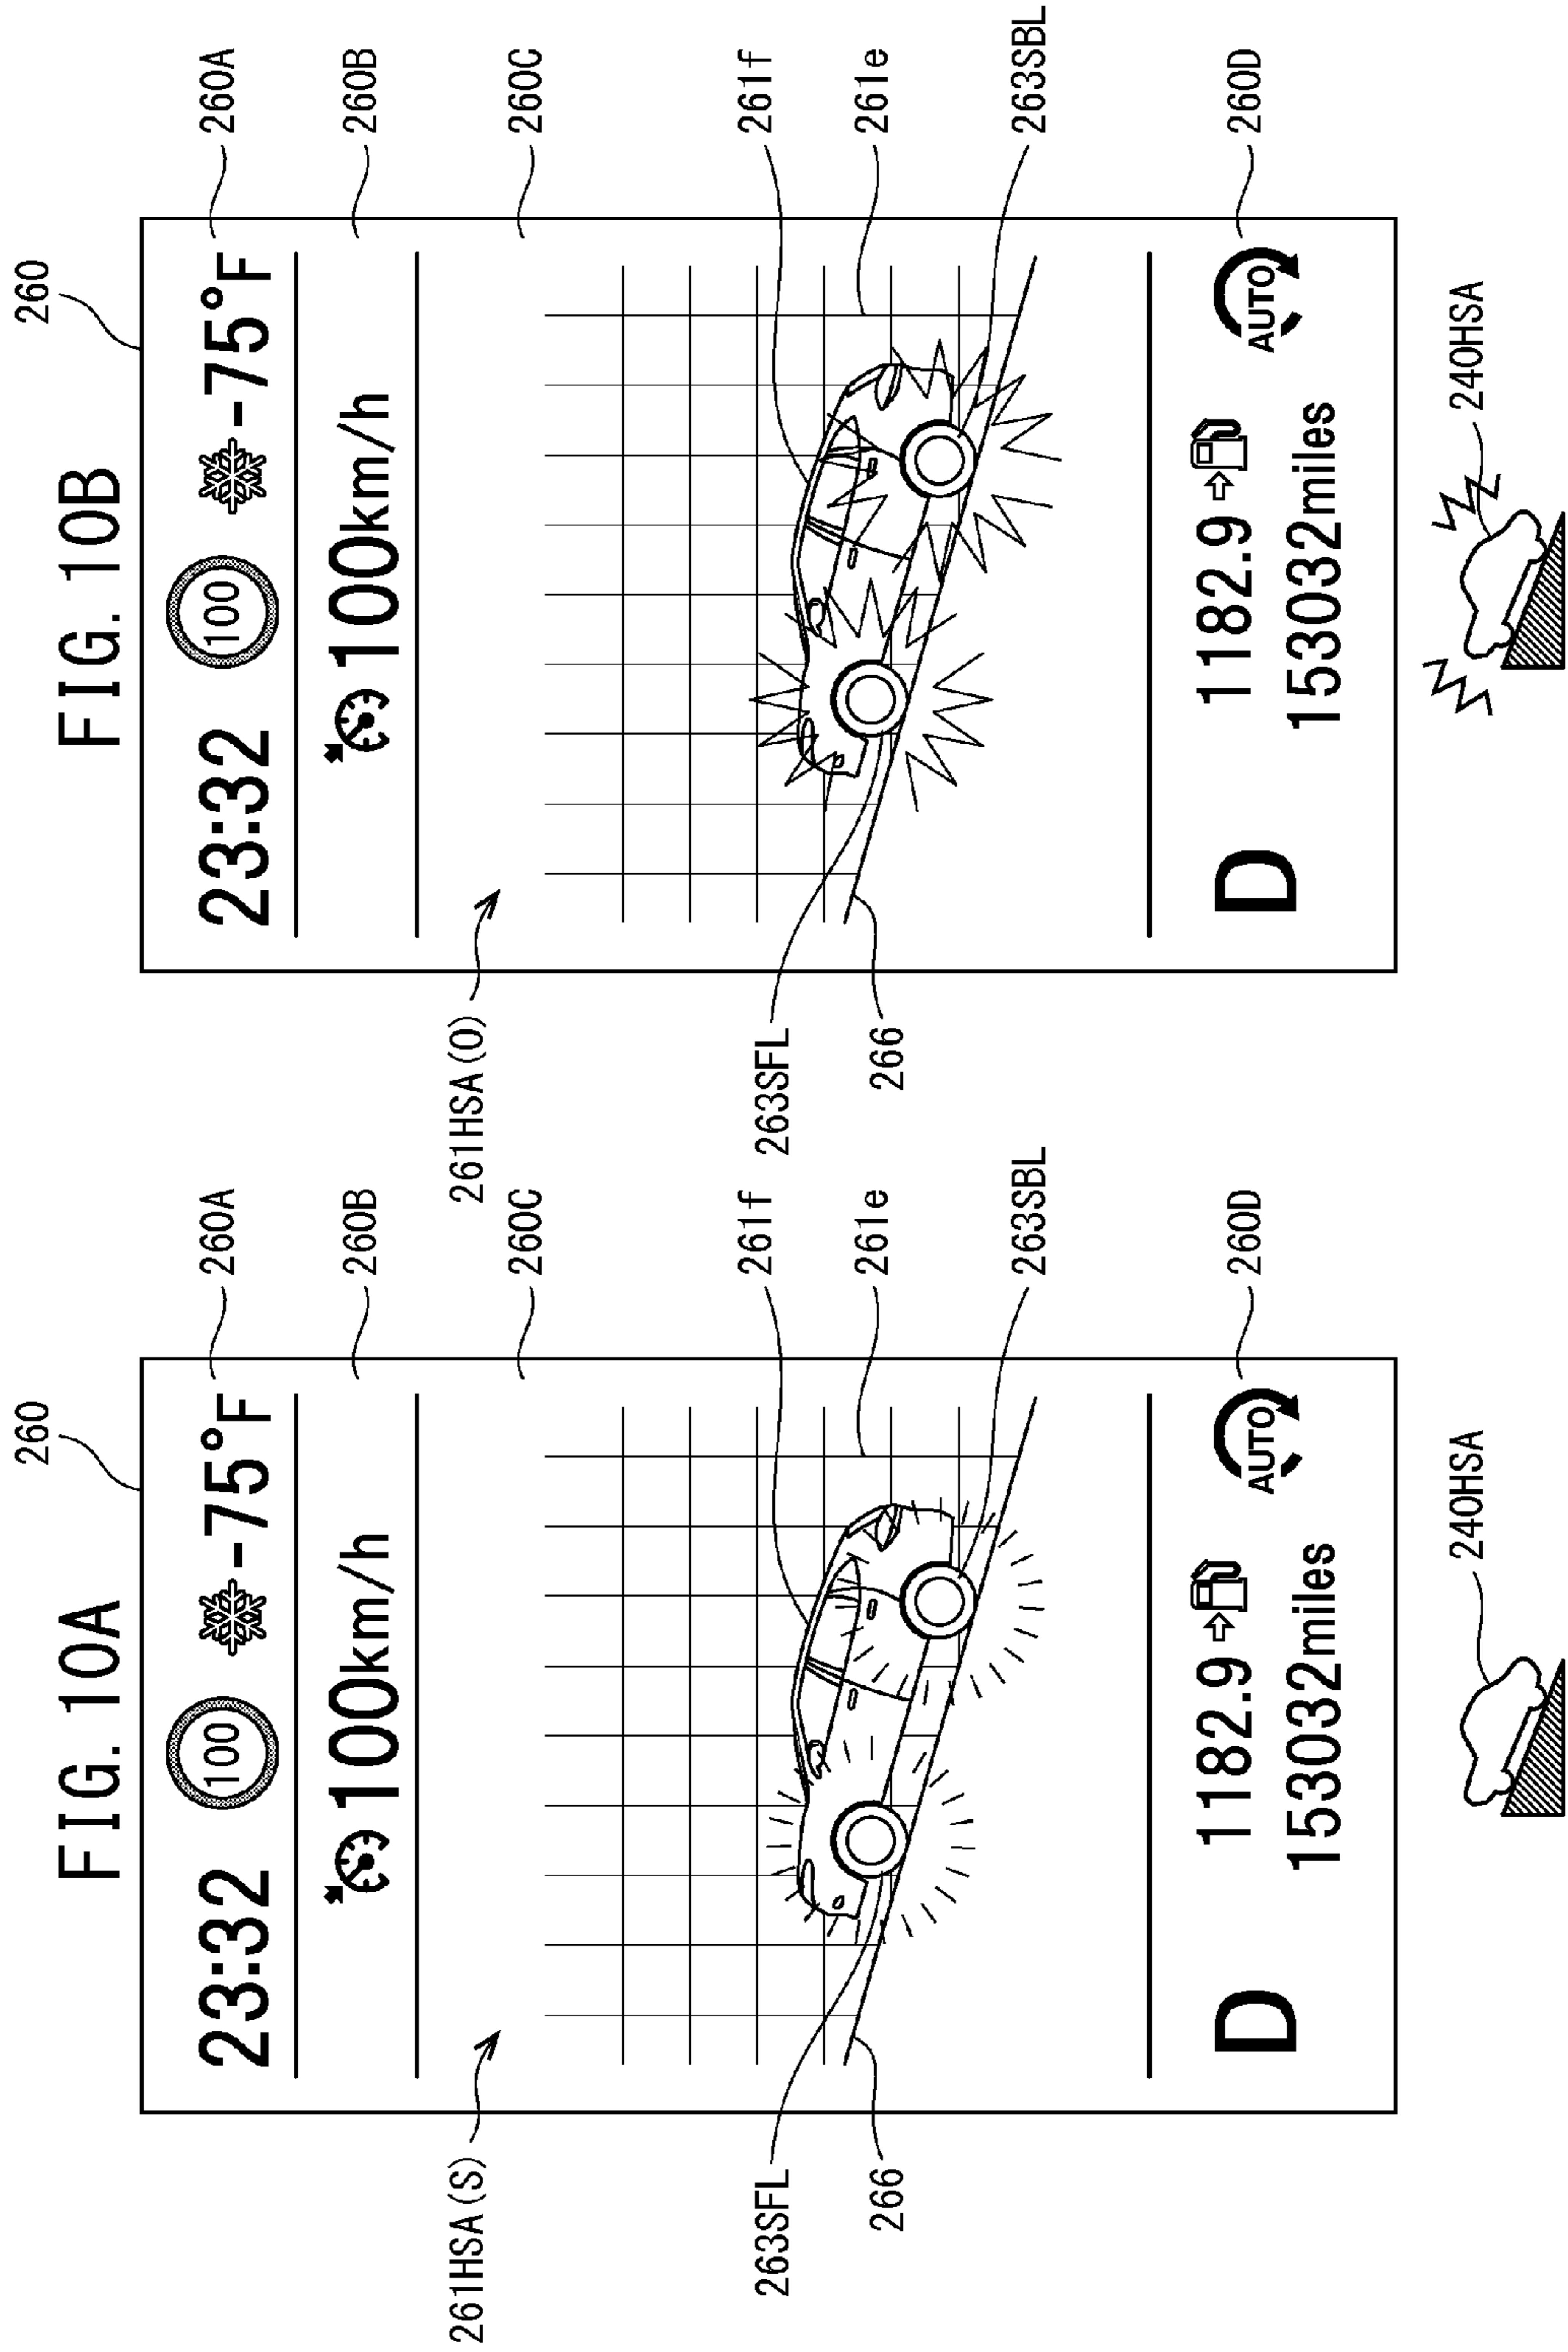 FIG. 10A
260
23:32 100 -75°F
260A
100km/h
260B
261HSA(S)
260C
261f
261e
263SFL
266
263SBL
D 1182.9 AUTO
260D
153032miles
240HSA
FIG. 10B
260
23:32 100 -75°F
260A
100km/h
260B
261HSA(O)
260C
261f
261e
263SFL
266
263SBL
D 1182.9 AUTO
260D
153032miles
240HSA